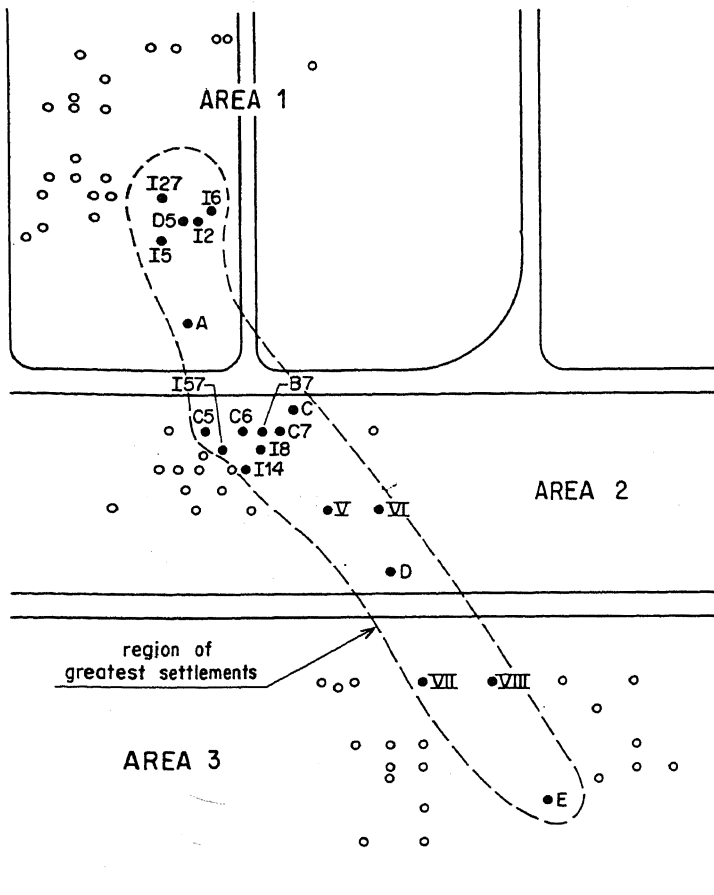 AREA 1
I27
I6
D5 I2
I5
A
I57 B7
C
C5 C6 C7
I8
I14
AREA 2
V VI
D
region of
greatest settlements
VII VIII
AREA 3
E